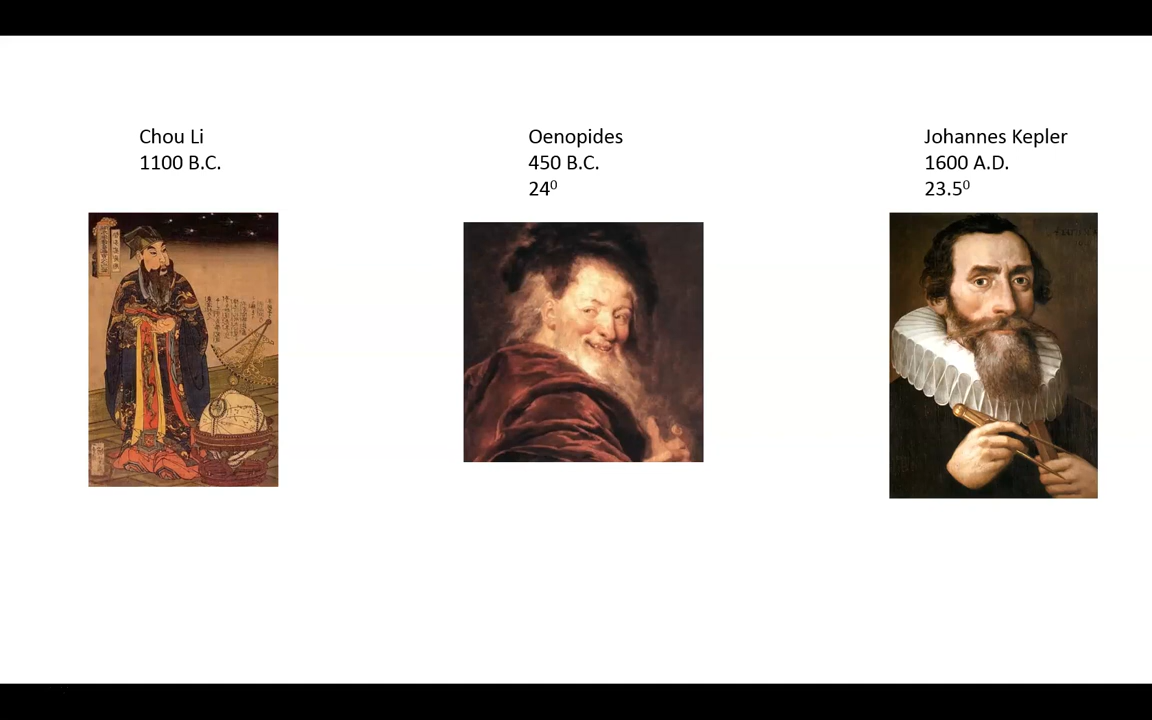 Chou Li
1100 B.C.
Oenopides
450 B.C.
24⁰
Johannes Kepler
1600 A.D.
23.5⁰